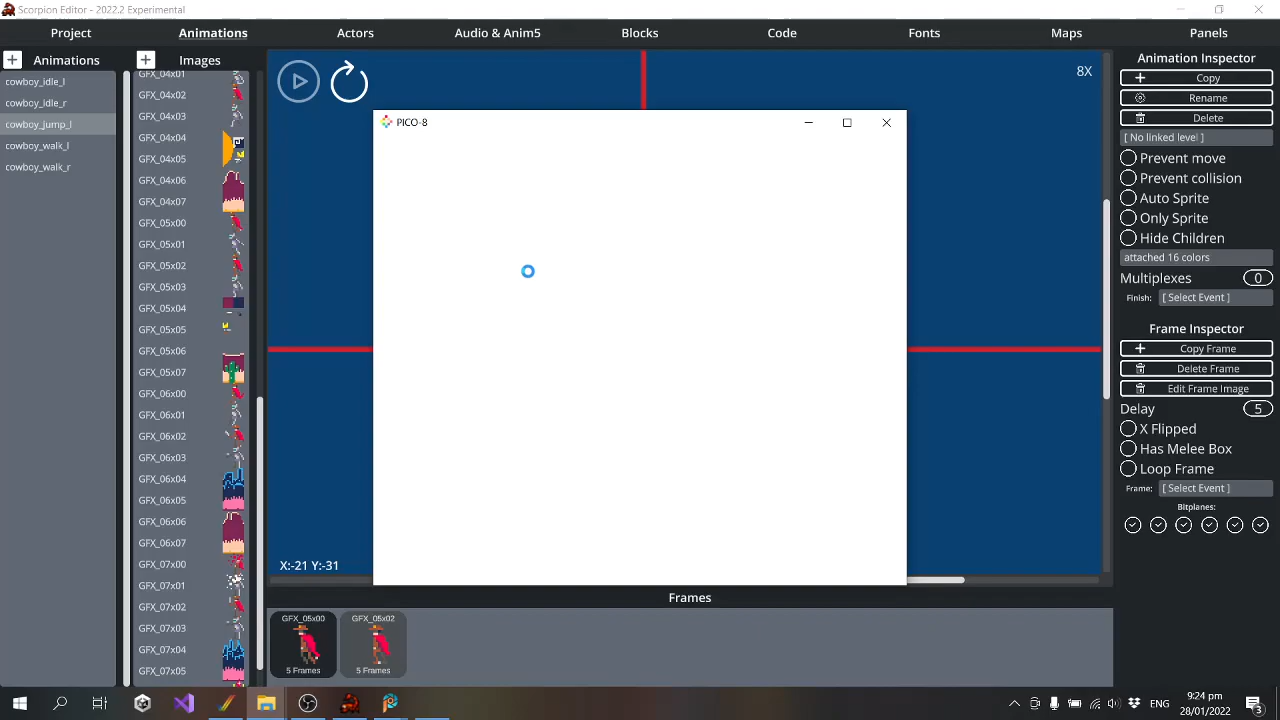 Scorpion Editor - 2022.2 Experimental
Project
Animations
Actors
Audio & Anim5
Blocks
Code
Fonts
Maps
Panels
Animations
cowboy_idle_l
cowboy_idle_r
cowboy_jump_l
cowboy_walk_l
cowboy_walk_r
Images
GFX_04x01
GFX_04x02
GFX_04x03
GFX_04x04
GFX_04x05
GFX_04x06
GFX_04x07
GFX_05x00
GFX_05x01
GFX_05x02
GFX_05x03
GFX_05x04
GFX_05x05
GFX_05x06
GFX_05x07
GFX_06x00
GFX_06x01
GFX_06x02
GFX_06x03
GFX_06x04
GFX_06x05
GFX_06x06
GFX_06x07
GFX_07x00
GFX_07x01
GFX_07x02
GFX_07x03
GFX_07x04
GFX_07x05
8X
PICO-8
X:-21 Y:-31
Frames
GFX_05x00
5 Frames
GFX_05x02
5 Frames
Animation Inspector
Copy
Rename
Delete
[ No linked level ]
Prevent move
Prevent collision
Auto Sprite
Only Sprite
Hide Children
attached 16 colors
Multiplexes 0
Finish: [ Select Event ]
Frame Inspector
Copy Frame
Delete Frame
Edit Frame Image
Delay 5
X Flipped
Has Melee Box
Loop Frame
Frame: [ Select Event ]
Bitplanes:
ENG
9:24 pm
28/01/2022
3